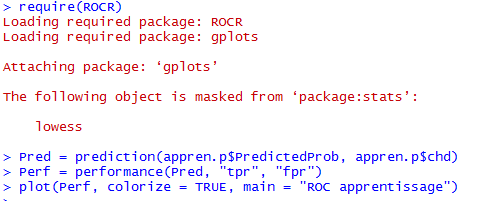 > require(ROCR)
Loading required package: ROCR
Loading required package: gplots
Attaching package: ‘gplots’
The following object is masked from ‘package:stats’:
lowess
> Pred = prediction(appren.p$PredictedProb, appren.p$chd)
> Perf = performance(Pred, "tpr", "fpr")
> plot(Perf, colorize = TRUE, main = "ROC apprentissage")
>